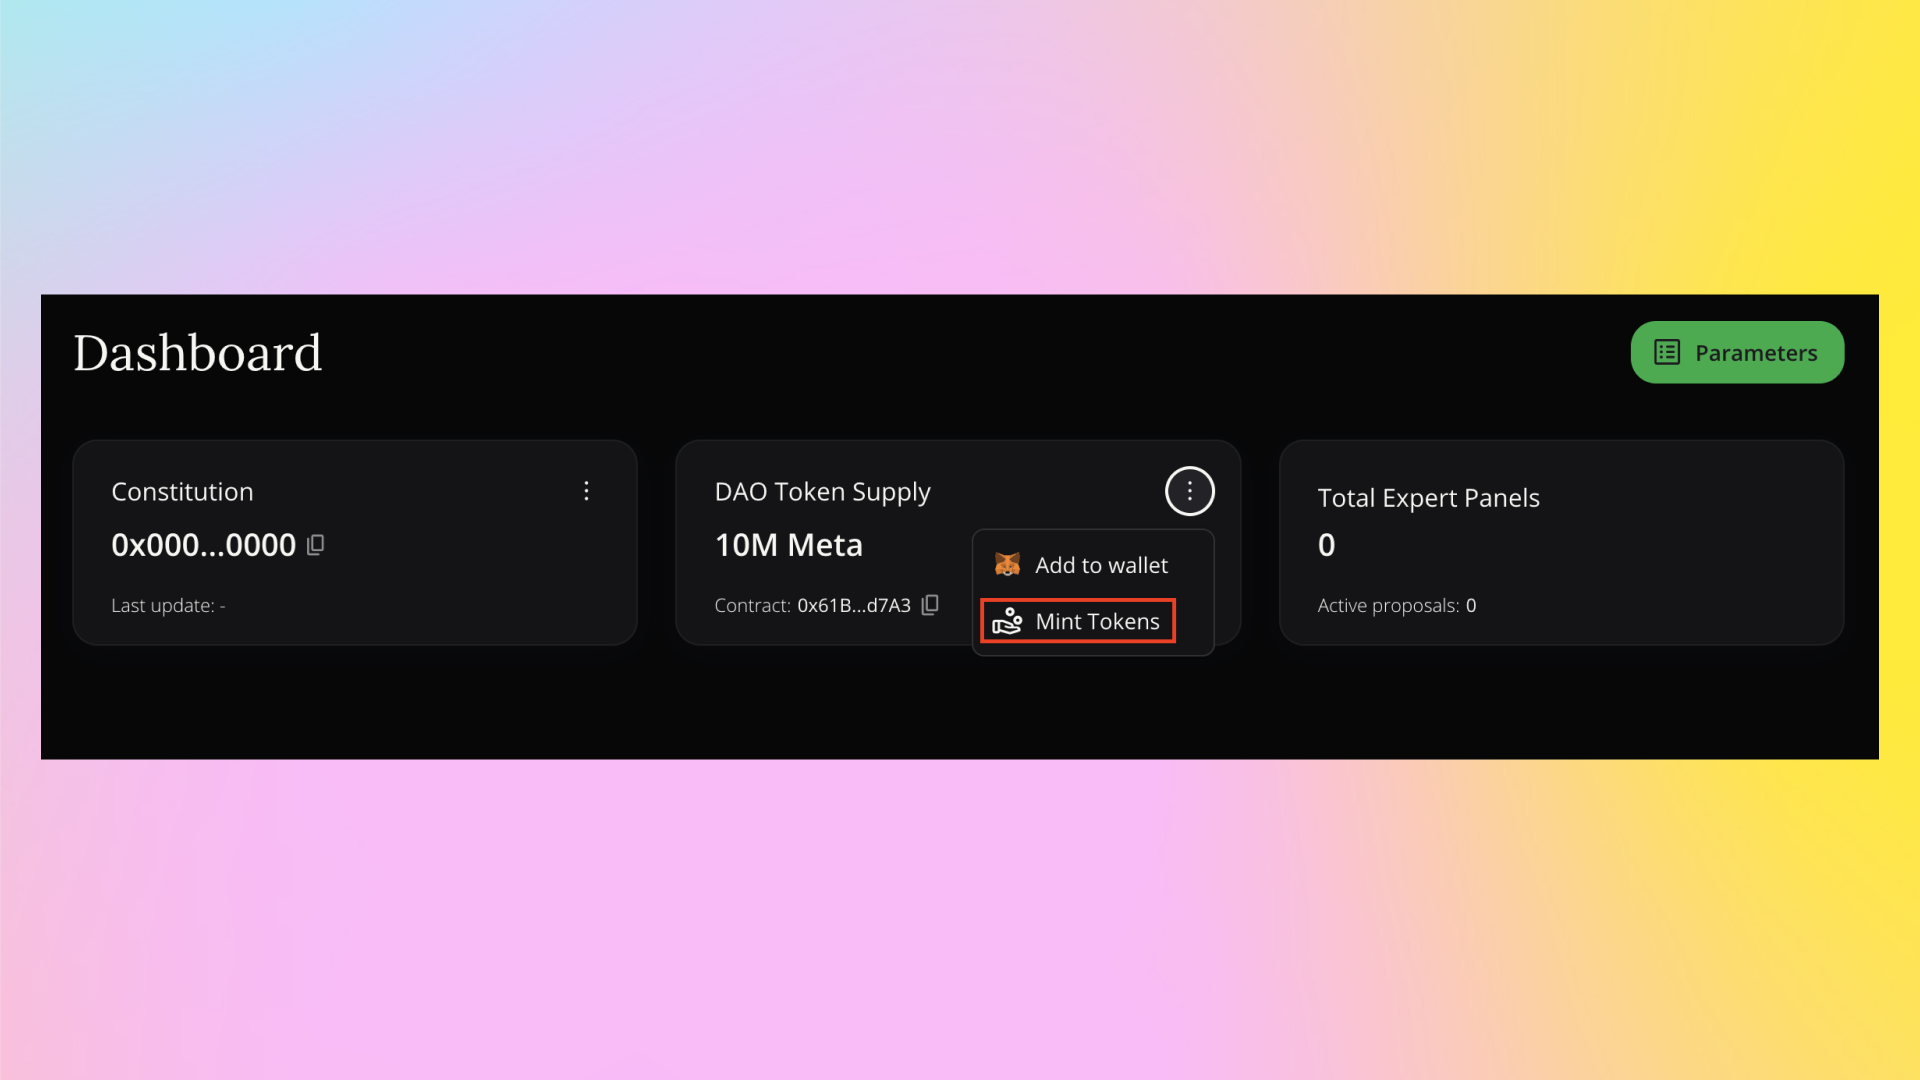 Dashboard
Parameters
Constitution
0x000...0000
Last update: -
DAO Token Supply
10M Meta
Contract: 0x61B...d7A3
Add to wallet
Mint Tokens
Total Expert Panels
0
Active proposals: 0